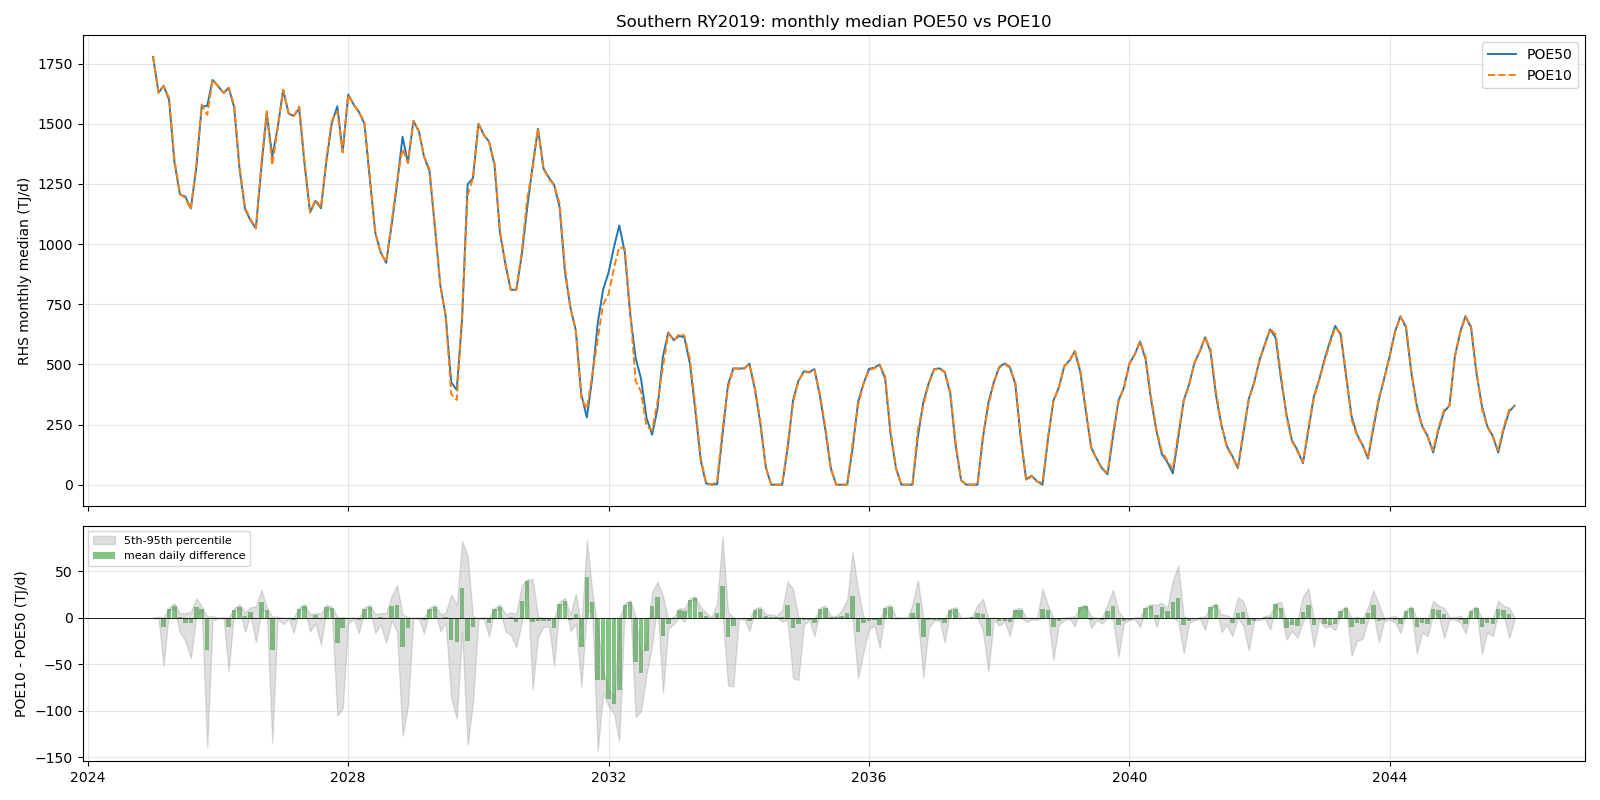 Southern RY2019: monthly median POE50 vs POE10
RHS monthly median (TJ/d)
1750
1500
1250
1000
750
500
250
0
POE50
POE10
POE10 - POE50 (TJ/d)
50
0
−50
−100
−150
5th-95th percentile
mean daily difference
2024
2028
2032
2036
2040
2044